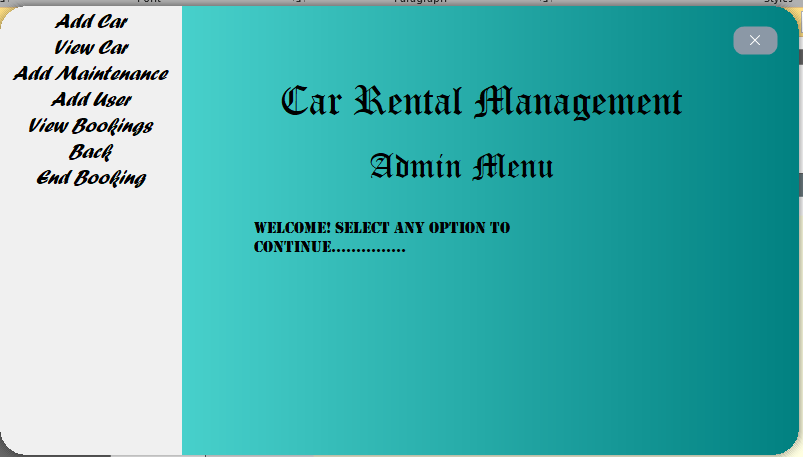 Add Car
View Car
Add Maintenance
Add User
View Bookings
Back
End Booking
Car Rental Management
Admin Menu
WELCOME! SELECT ANY OPTION TO
CONTINUE...............